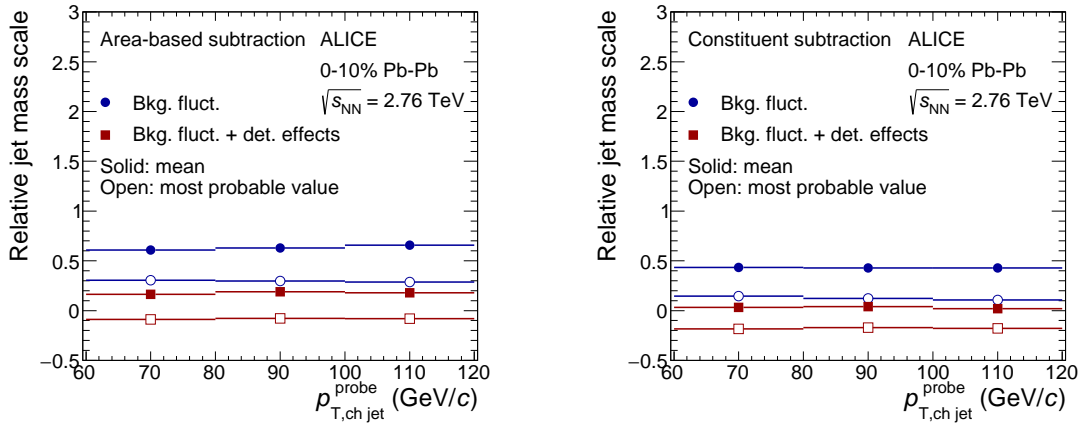 Relative jet mass scale
3
2.5
2
1.5
1
0.5
0
−0.5
Area-based subtraction ALICE
0-10% Pb-Pb
√s_NN = 2.76 TeV
Bkg. fluct.
Bkg. fluct. + det. effects
Solid: mean
Open: most probable value
60 70 80 90 100 110 120
p_T,ch jet^probe (GeV/c)
Relative jet mass scale
3
2.5
2
1.5
1
0.5
0
−0.5
Constituent subtraction ALICE
0-10% Pb-Pb
√s_NN = 2.76 TeV
Bkg. fluct.
Bkg. fluct. + det. effects
Solid: mean
Open: most probable value
60 70 80 90 100 110 120
p_T,ch jet^probe (GeV/c)